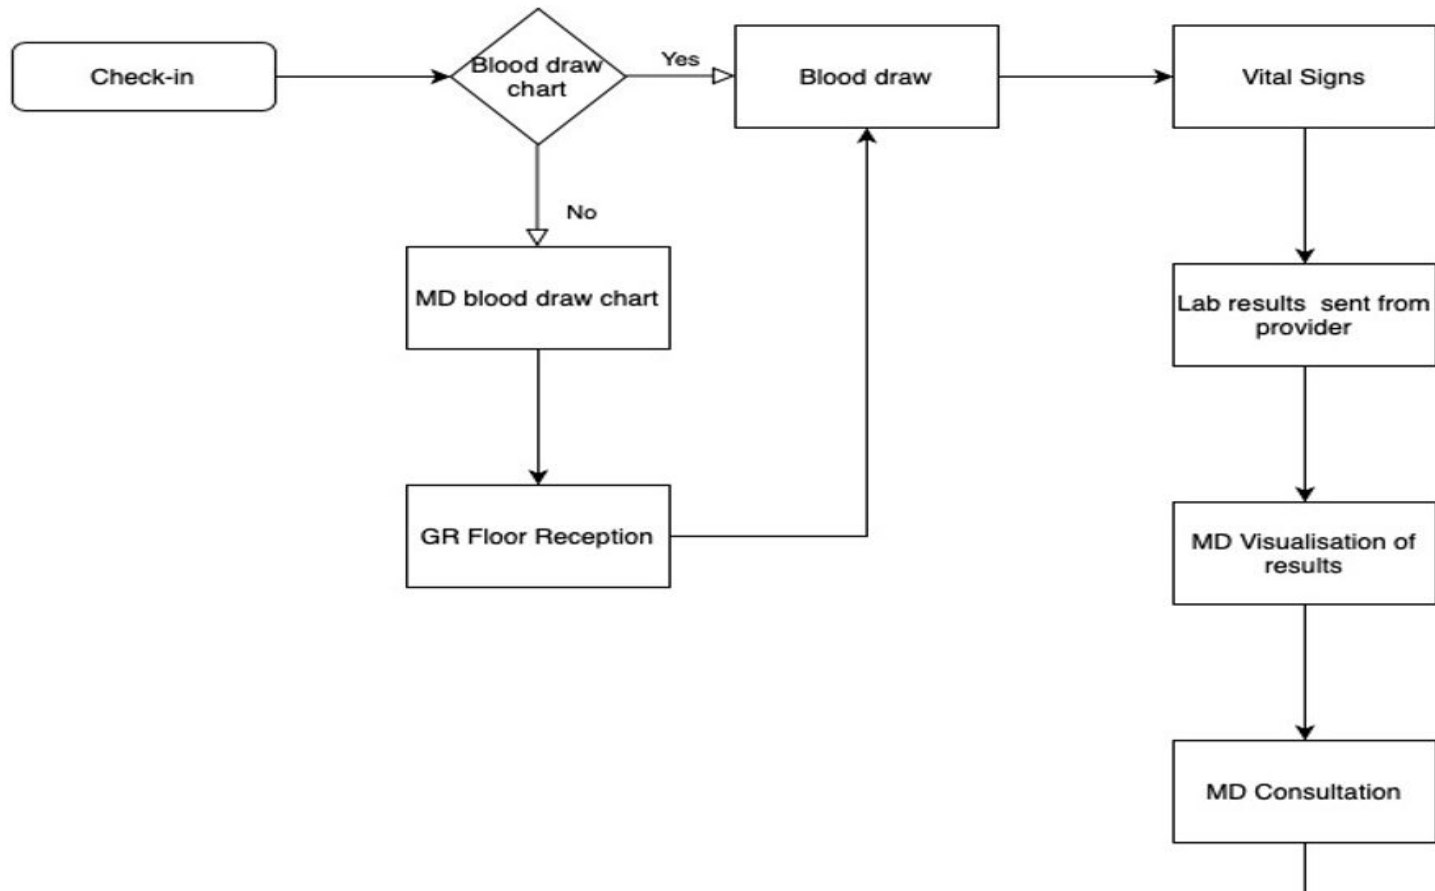 Check-in
Blood draw
chart
Yes
Blood draw
Vital Signs
No
MD blood draw chart
Lab results  sent from
provider
GR Floor Reception
MD Visualisation of
results
MD Consultation